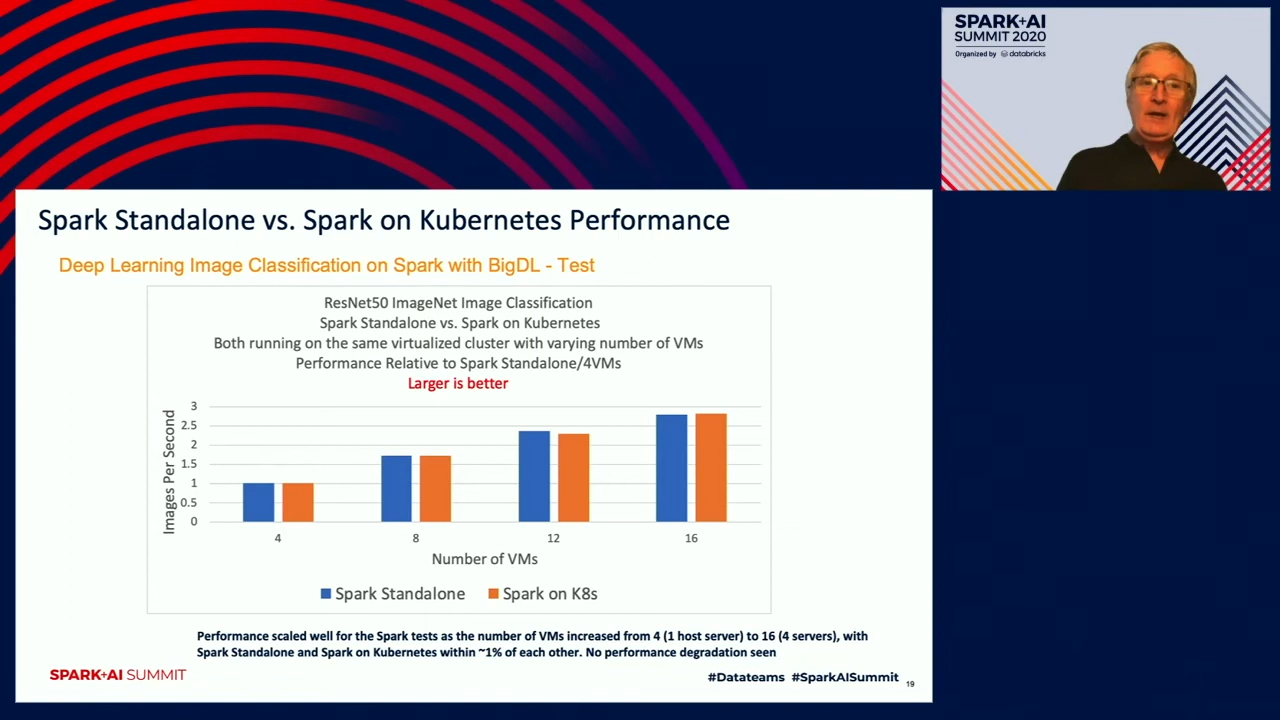 SPARK+AI
SUMMIT 2020
Organized by databricks
Spark Standalone vs. Spark on Kubernetes Performance
Deep Learning Image Classification on Spark with BigDL - Test
ResNet50 ImageNet Image Classification
Spark Standalone vs. Spark on Kubernetes
Both running on the same virtualized cluster with varying number of VMs
Performance Relative to Spark Standalone/4VMs
Larger is better
Images Per Second
3
2.5
2
1.5
1
0.5
0
4 8 12 16
Number of VMs
Spark Standalone Spark on K8s
Performance scaled well for the Spark tests as the number of VMs increased from 4 (1 host server) to 16 (4 servers), with
Spark Standalone and Spark on Kubernetes within ~1% of each other. No performance degradation seen
SPARK+AI SUMMIT
#Datateams #SparkAISummit 19